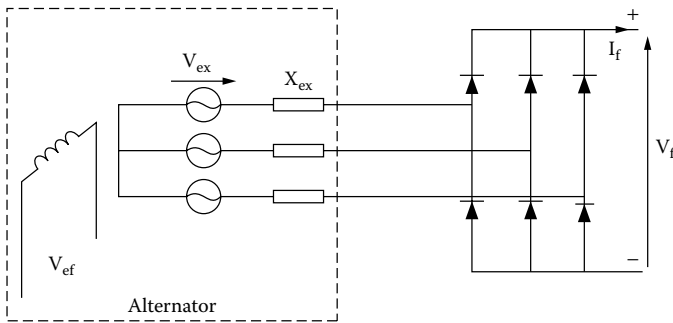 V_ex
X_ex
V_ef
Alternator
+
I_f
V_f
−